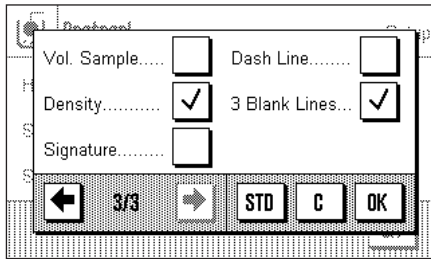 Vol. Sample..... Dash Line........
Density........... 3 Blank Lines...
Signature.........
3/3 STD C OK